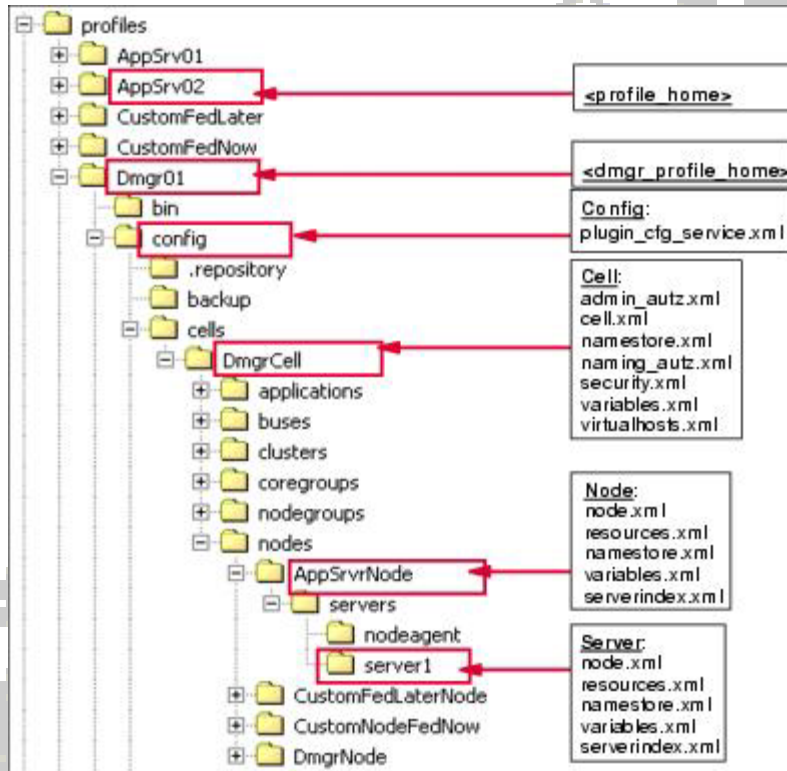 profiles
AppSrv01
AppSrv02
CustomFedLater
CustomFedNow
Dmgr01
bin
config
.repository
backup
cells
DmgrCell
applications
buses
clusters
coregroups
nodegroups
nodes
AppSrvrNode
servers
nodeagent
server1
CustomFedLaterNode
CustomNodeFedNow
DmgrNode
<profile_home>
<dmgr_profile_home>
Config:
plugin_cfg_service.xml
Cell:
admin_autz.xml
cell.xml
namestore.xml
naming_autz.xml
security.xml
variables.xml
virtualhosts.xml
Node:
node.xml
resources.xml
namestore.xml
variables.xml
serverindex.xml
Server:
node.xml
resources.xml
namestore.xml
variables.xml
serverindex.xml